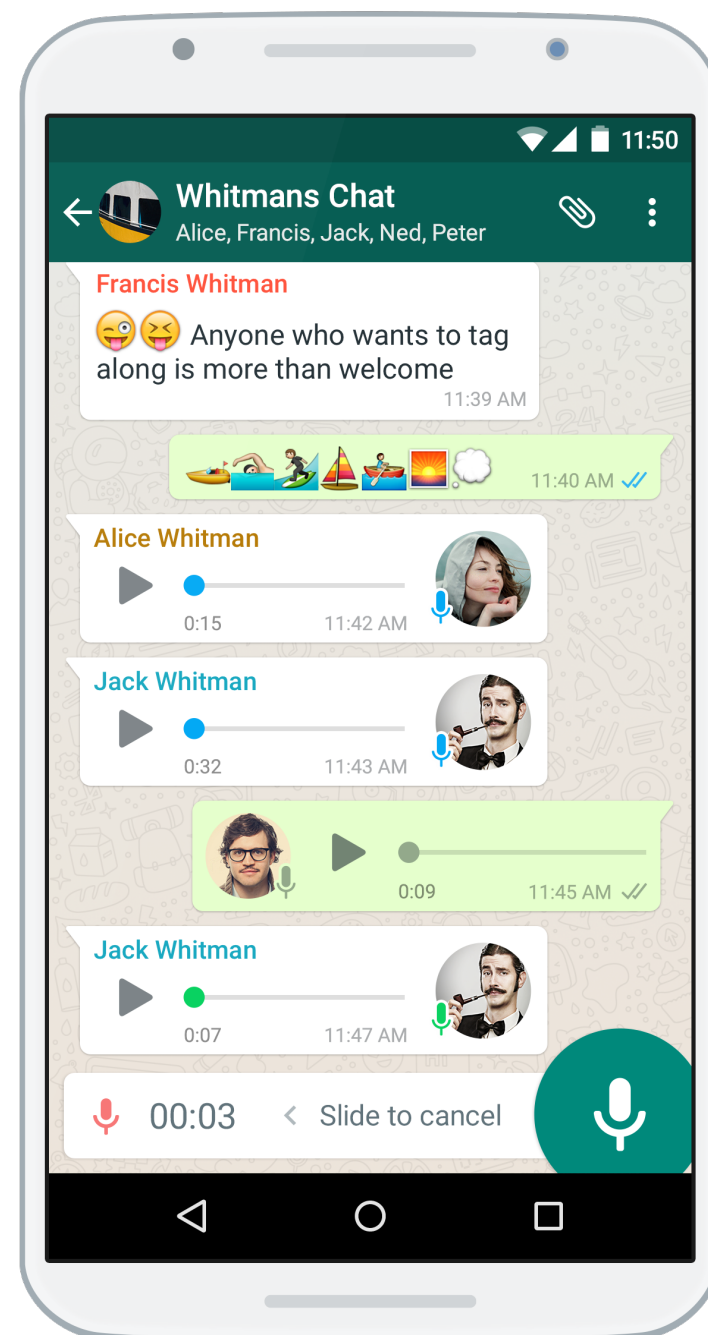 11:50
Whitmans Chat
Alice, Francis, Jack, Ned, Peter
Francis Whitman
😜😝 Anyone who wants to tag
along is more than welcome
11:39 AM
11:40 AM
Alice Whitman
0:15 11:42 AM
Jack Whitman
0:32 11:43 AM
0:09 11:45 AM
Jack Whitman
0:07 11:47 AM
00:03 < Slide to cancel